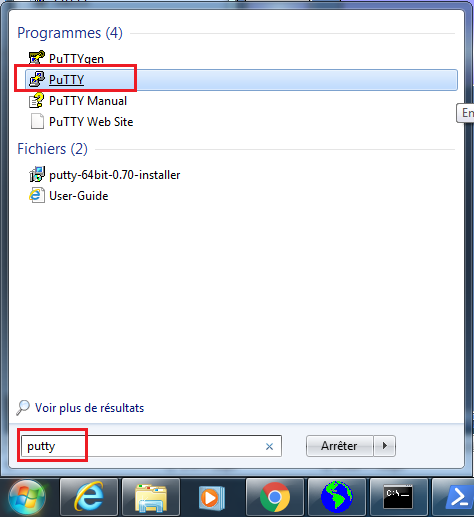 Programmes (4)
PuTTYgen
PuTTY
PuTTY Manual
PuTTY Web Site
En
Fichiers (2)
putty-64bit-0.70-installer
User-Guide
Voir plus de résultats
putty
Arrêter
C:\.